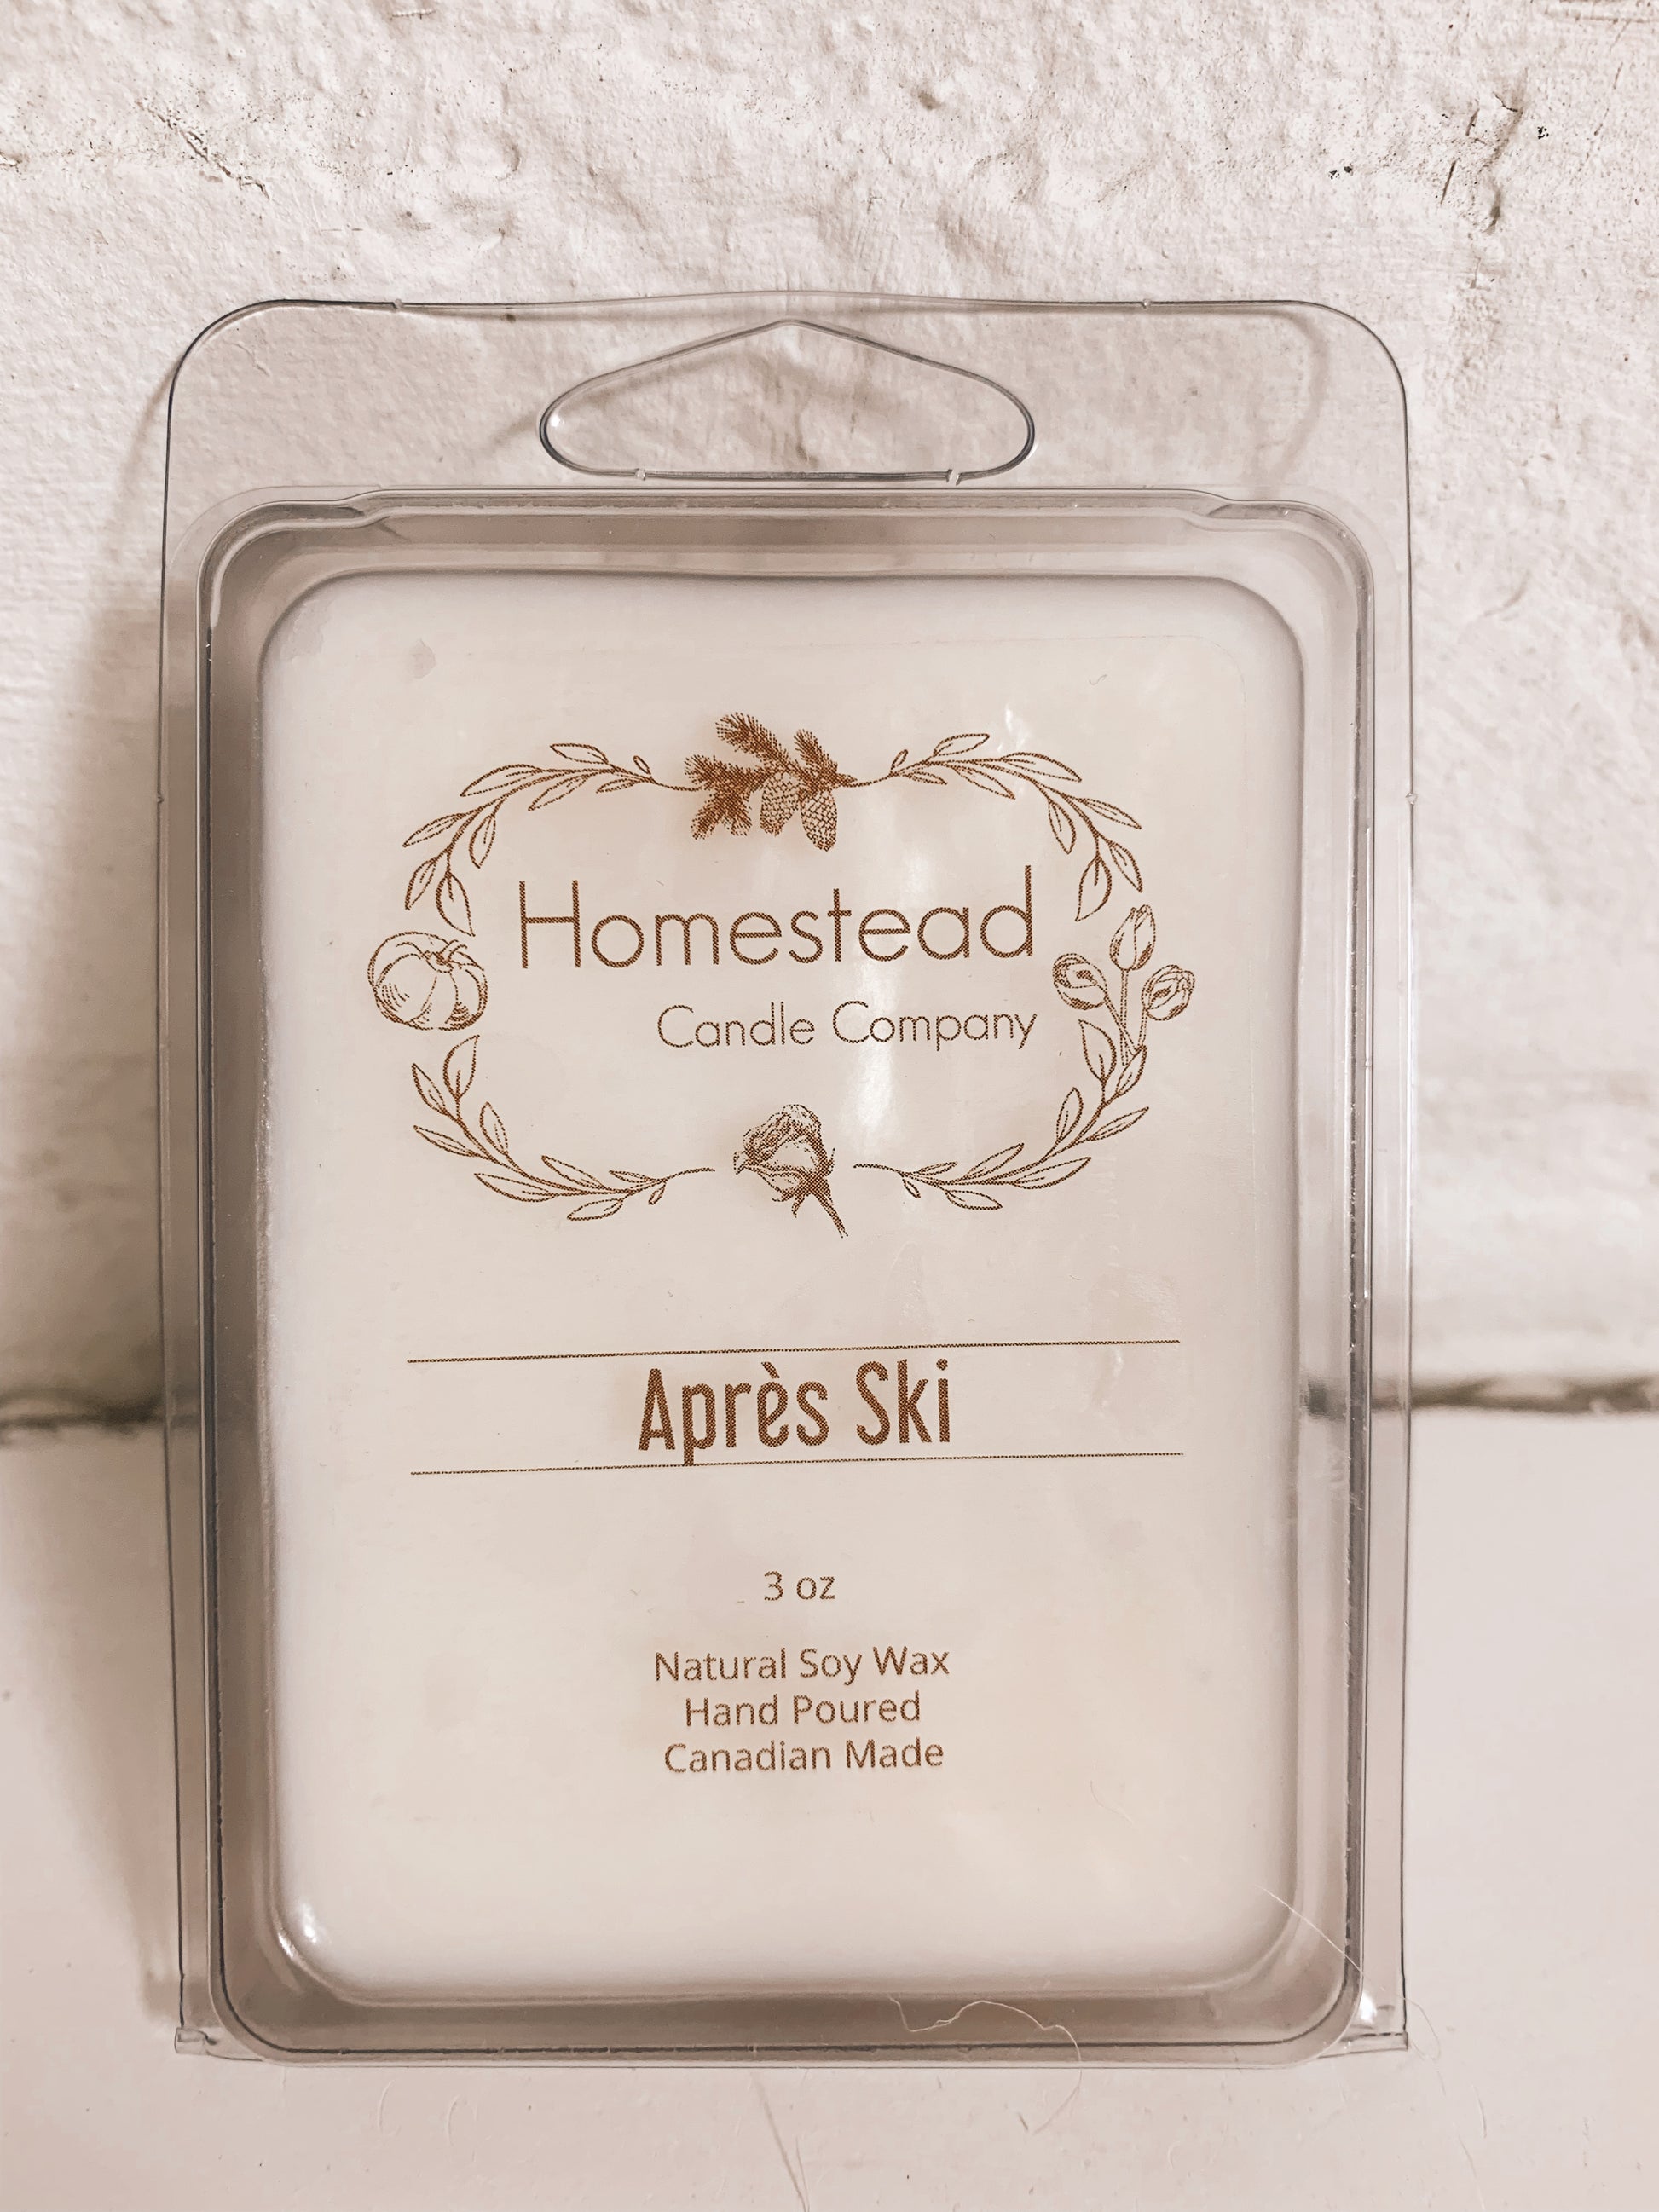 Homestead
Candle Company
Après Ski
3 oz
Natural Soy Wax
Hand Poured
Canadian Made